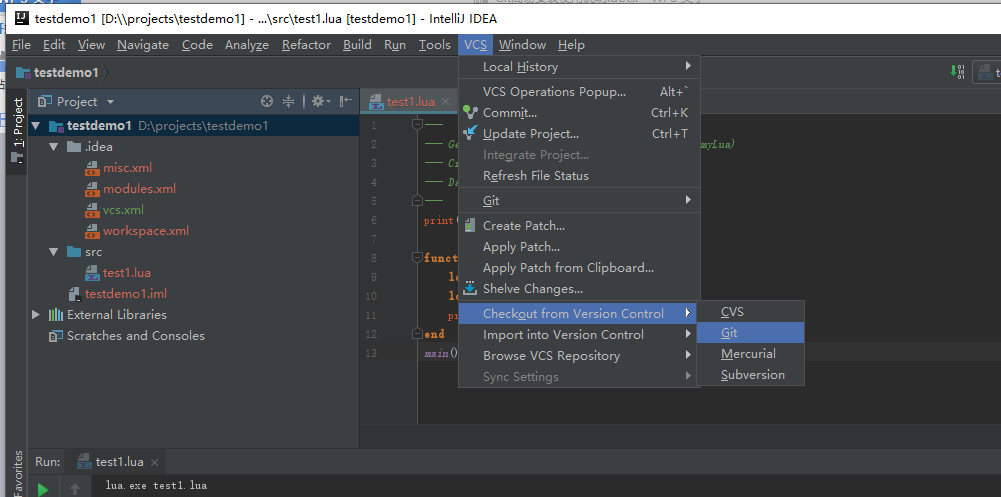 testdemo1 [D:\\projects\testdemo1] - ...\src\test1.lua [testdemo1] - IntelliJ IDEA
File Edit View Navigate Code Analyze Refactor Build Run Tools VCS Window Help
testdemo1
1: Project
Project
testdemo1 D:\projects\testdemo1
.idea
misc.xml
modules.xml
vcs.xml
workspace.xml
src
test1.lua
testdemo1.iml
External Libraries
Scratches and Consoles
test1.lua
1 ---
2 --- Ge myLua)
3 --- Cr
4 --- Da
5 ---
6 print(
7
8 funct
9 lo
10 lo
11 pr
12 end
13 main()
Local History
VCS Operations Popup... Alt+`
Commit... Ctrl+K
Update Project... Ctrl+T
Integrate Project...
Refresh File Status
Git
Create Patch...
Apply Patch...
Apply Patch from Clipboard...
Shelve Changes...
Checkout from Version Control
Import into Version Control
Browse VCS Repository
Sync Settings
CVS
Git
Mercurial
Subversion
Favorites
Run: test1.lua
lua.exe test1.lua